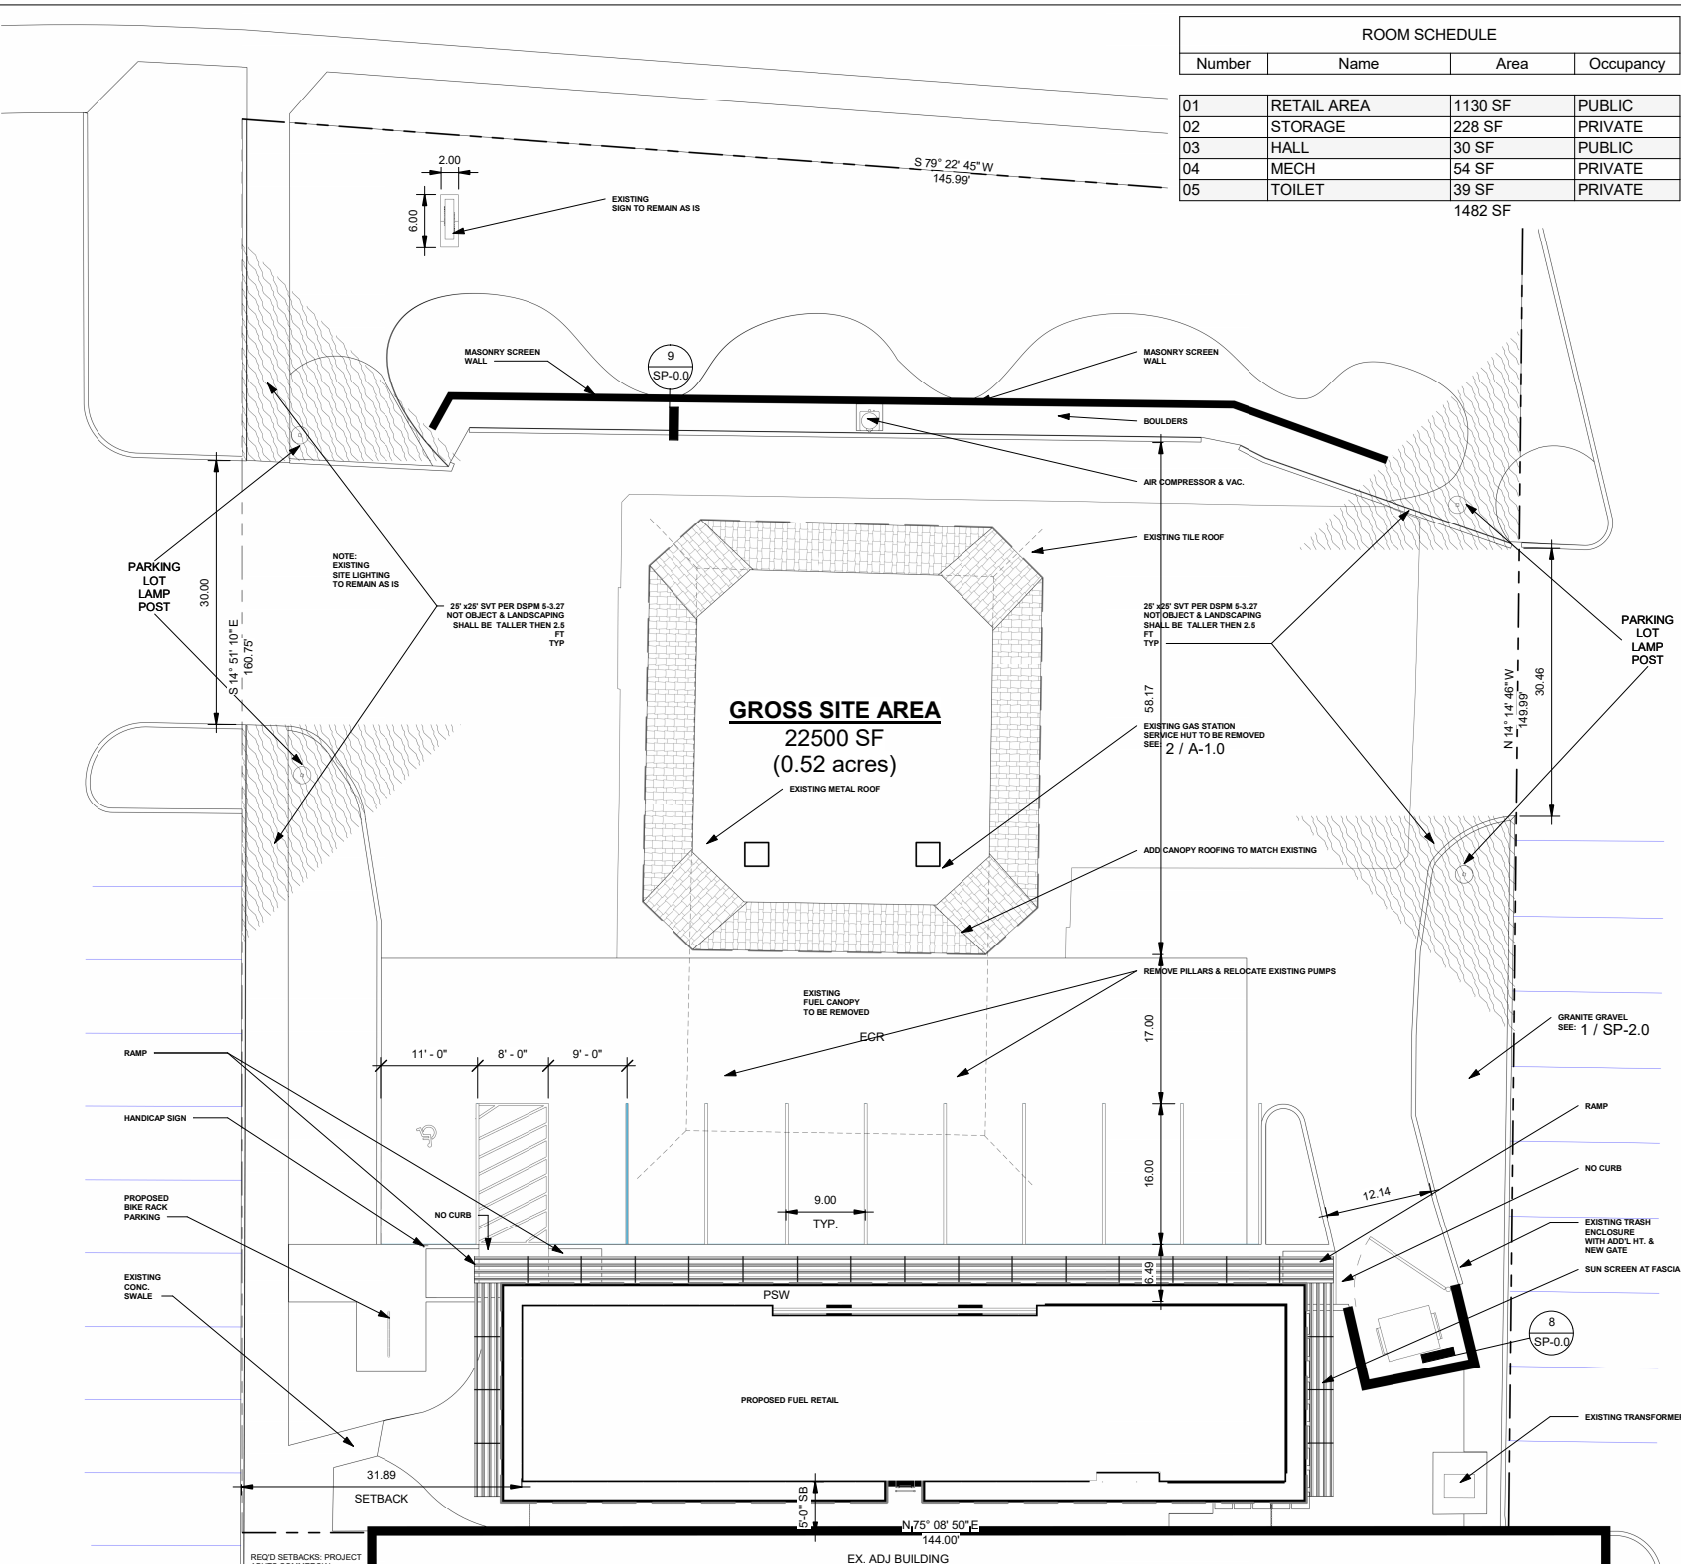 ROOM SCHEDULE
Number Name Area Occupancy
01 RETAIL AREA 1130 SF PUBLIC
02 STORAGE 228 SF PRIVATE
03 HALL 30 SF PUBLIC
04 MECH 54 SF PRIVATE
05 TOILET 39 SF PRIVATE
1482 SF
S 79° 22' 45" W
145.99'
2.00
6.00
EXISTING
SIGN TO REMAIN AS IS
MASONRY SCREEN
WALL
9
SP-0.0
MASONRY SCREEN
WALL
BOULDERS
AIR COMPRESSOR & VAC.
EXISTING TILE ROOF
NOTE:
EXISTING
SITE LIGHTING
TO REMAIN AS IS
PARKING
LOT
LAMP
POST
30.00
S 14° 51' 10" E
160.75'
25' x25' SVT PER DSPM 5-3.27
NOT OBJECT & LANDSCAPING
SHALL BE TALLER THEN 2.5
FT
TYP
25' x25' SVT PER DSPM 5-3.27
NOT OBJECT & LANDSCAPING
SHALL BE TALLER THEN 2.5
FT
TYP
PARKING
LOT
LAMP
POST
N 14° 14' 46" W
149.99'
30.46
58.17
GROSS SITE AREA
22500 SF
(0.52 acres)
EXISTING METAL ROOF
EXISTING GAS STATION
SERVICE HUT TO BE REMOVED
SEE: 2 / A-1.0
ADD CANOPY ROOFING TO MATCH EXISTING
REMOVE PILLARS & RELOCATE EXISTING PUMPS
EXISTING
FUEL CANOPY
TO BE REMOVED
ECR
17.00
GRANITE GRAVEL
SEE: 1 / SP-2.0
RAMP
11' - 0" 8' - 0" 9' - 0"
HANDICAP SIGN
RAMP
16.00
NO CURB
PROPOSED
BIKE RACK
PARKING
NO CURB
9.00
TYP.
12.14
EXISTING TRASH
ENCLOSURE
WITH ADD'L HT. &
NEW GATE
SUN SCREEN AT FASCIA
EXISTING
CONC.
SWALE
6.49
PSW
8
SP-0.0
PROPOSED FUEL RETAIL
EXISTING TRANSFORMER
31.89
SETBACK
5'-0" SB
N 75° 08' 50" E
144.00'
EX. ADJ BUILDING
REQ'D SETBACKS: PROJECT